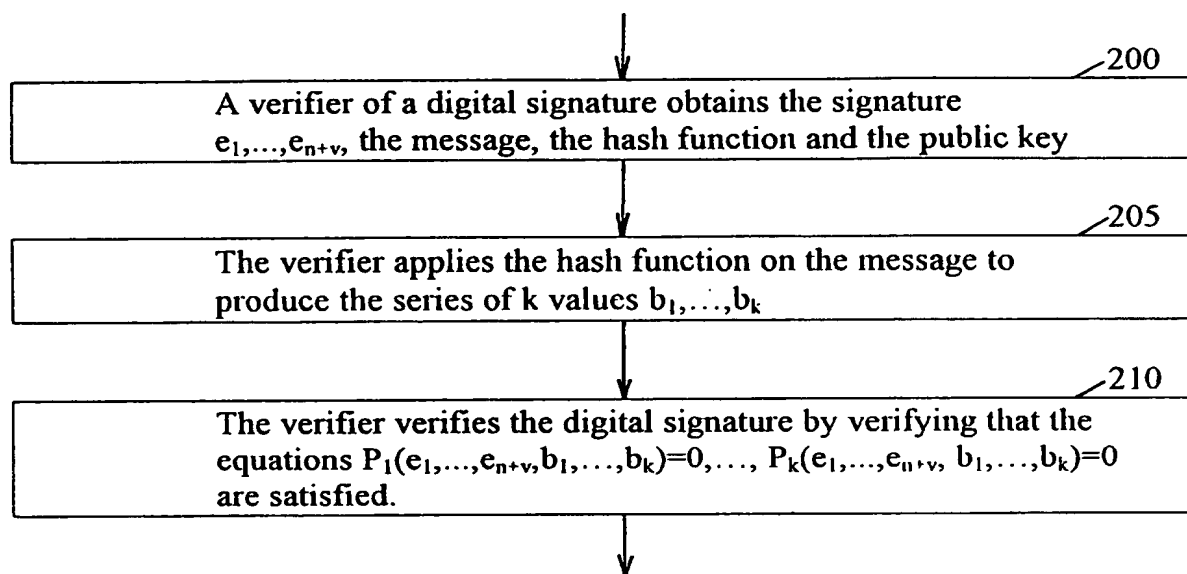 200
A verifier of a digital signature obtains the signature
e₁,...,eₙ₊ᵥ, the message, the hash function and the public key
205
The verifier applies the hash function on the message to
produce the series of k values b₁,...,bₖ
210
The verifier verifies the digital signature by verifying that the
equations P₁(e₁,...,eₙ₊ᵥ,b₁,...,bₖ)=0,..., Pₖ(e₁,...,eₙ₊ᵥ, b₁,...,bₖ)=0
are satisfied.